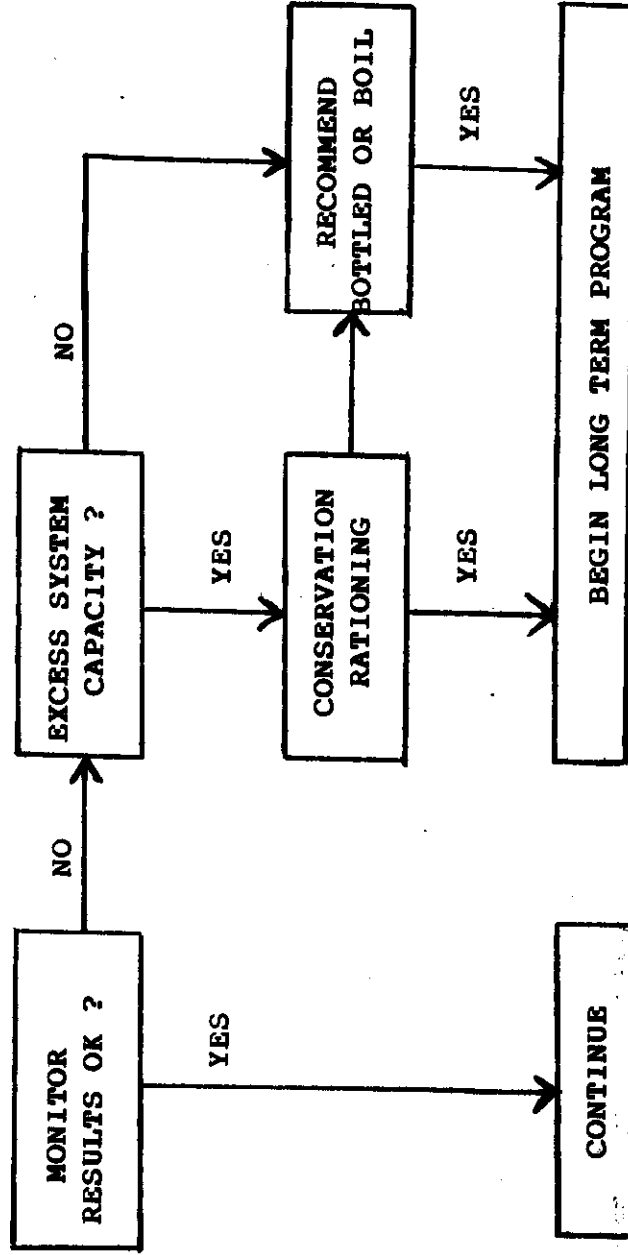 MONITOR
RESULTS OK ?
NO
EXCESS SYSTEM
CAPACITY ?
NO
YES
YES
CONSERVATION
RATIONING
RECOMMEND
BOTTLED OR BOIL
YES
YES
CONTINUE
BEGIN LONG TERM PROGRAM